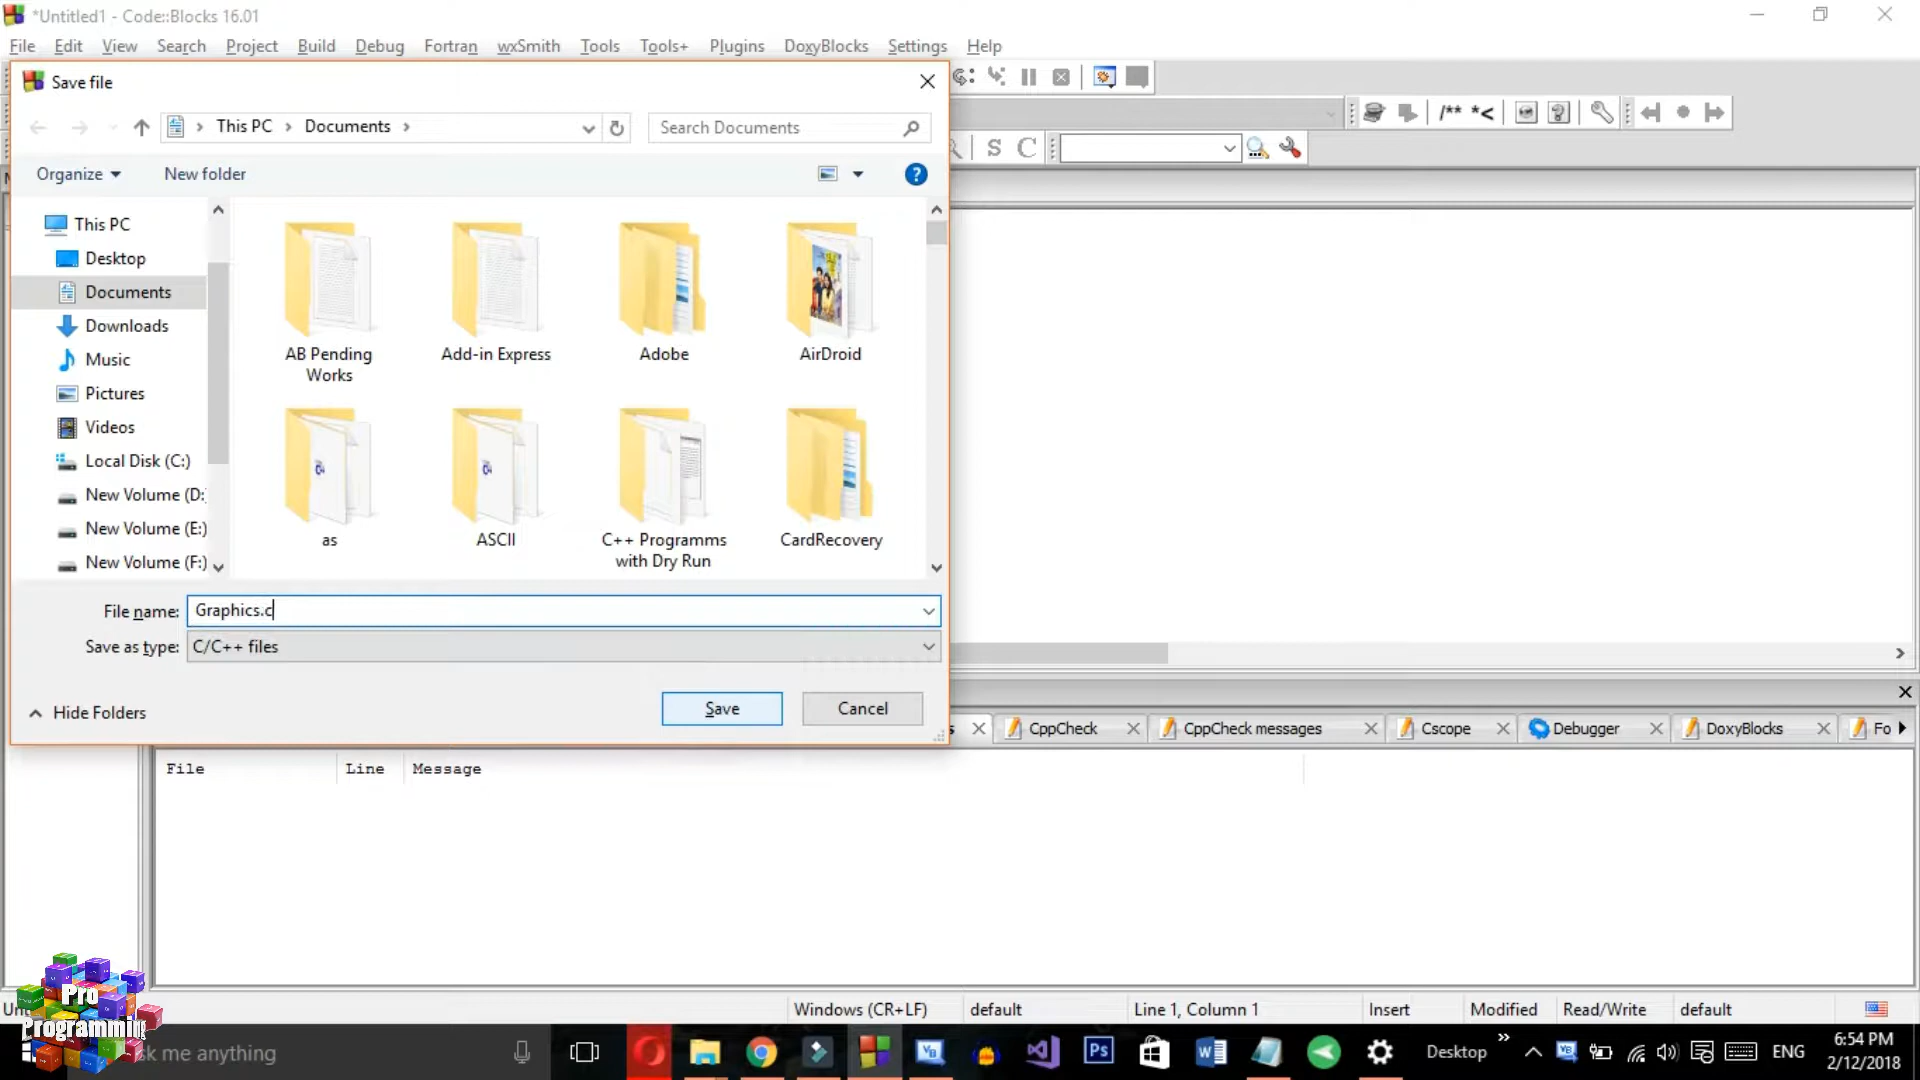 *Untitled1 - Code::Blocks 16.01
File Edit View Search Project Build Debug Fortran wxSmith Tools Tools+ Plugins DoxyBlocks Settings Help
Save file
This PC > Documents >
Search Documents
/** *<
S C
Organize New folder
This PC
Desktop
Documents
Downloads
Music
Pictures
Videos
Local Disk (C:)
New Volume (D:
New Volume (E:)
New Volume (F:)
AB Pending
Works
Add-in Express
Adobe
AirDroid
as
ASCII
C++ Programms
with Dry Run
CardRecovery
File name: Graphics.c
Save as type: C/C++ files
Hide Folders
Save
Cancel
CppCheck
CppCheck messages
Cscope
Debugger
DoxyBlocks
Fo
File Line Message
Windows (CR+LF) default Line 1, Column 1 Insert Modified Read/Write default
Pro
Programming
sk me anything
Ps
Desktop
ENG
6:54 PM
2/12/2018